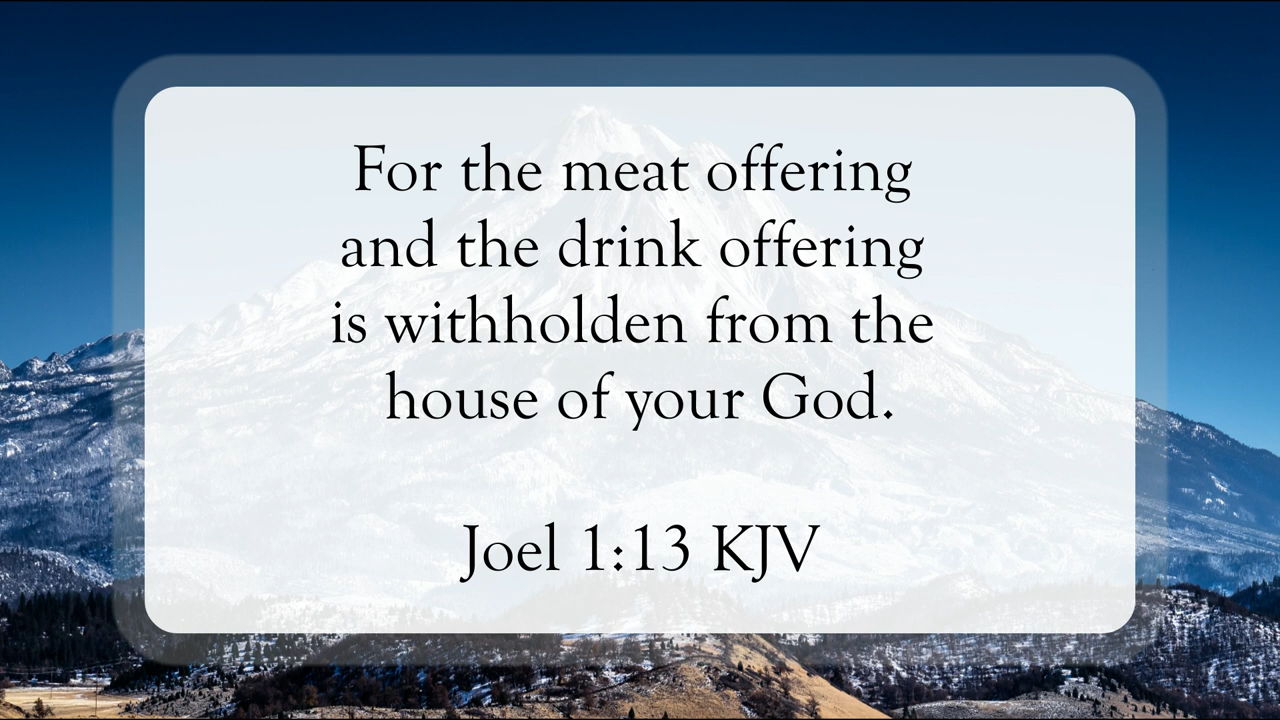 For the meat offering
and the drink offering
is withholden from the
house of your God.
Joel 1:13 KJV